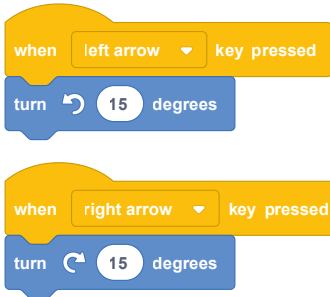 when left arrow key pressed
turn 15 degrees
when right arrow key pressed
turn 15 degrees